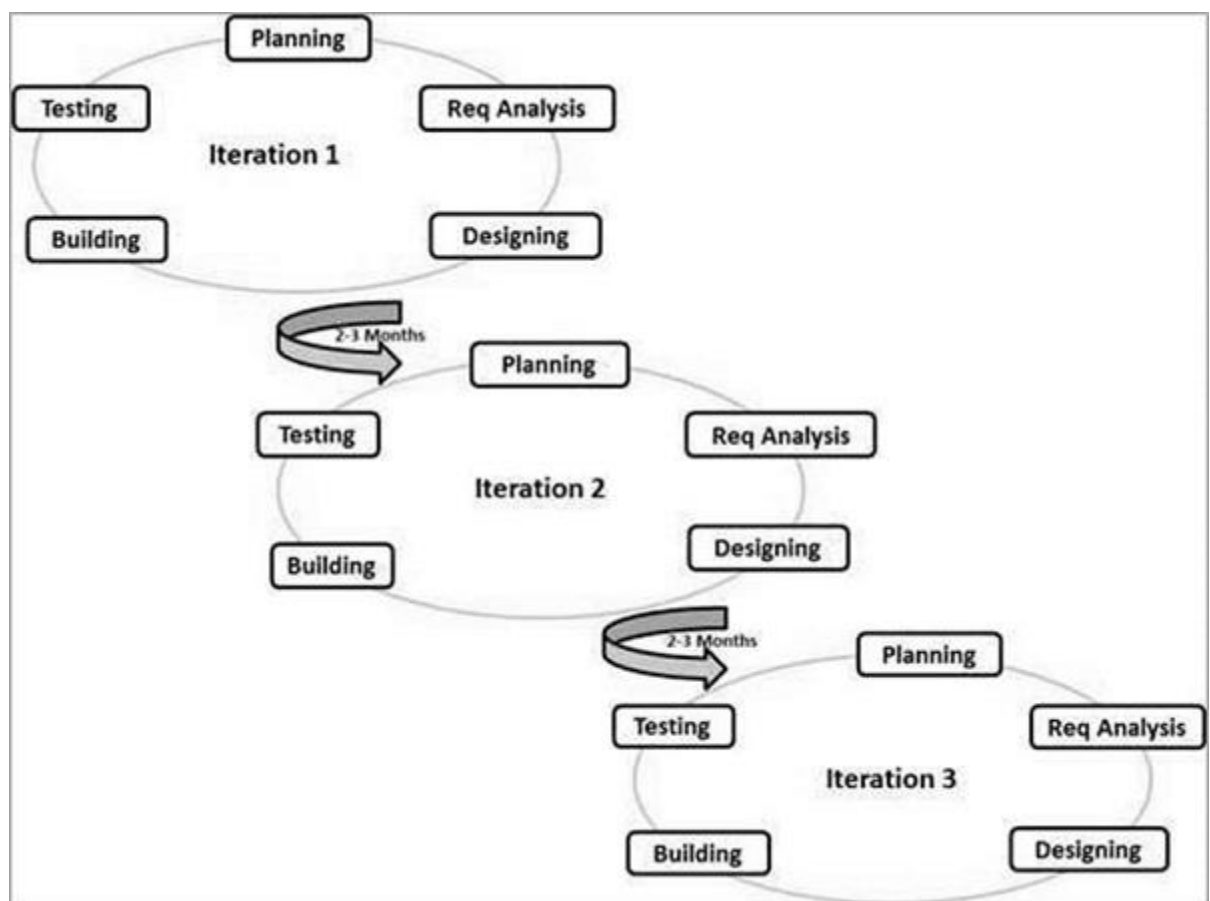 Planning
Testing
Req Analysis
Iteration 1
Building
Designing
2-3 Months
Planning
Testing
Req Analysis
Iteration 2
Building
Designing
2-3 Months
Planning
Testing
Req Analysis
Iteration 3
Building
Designing